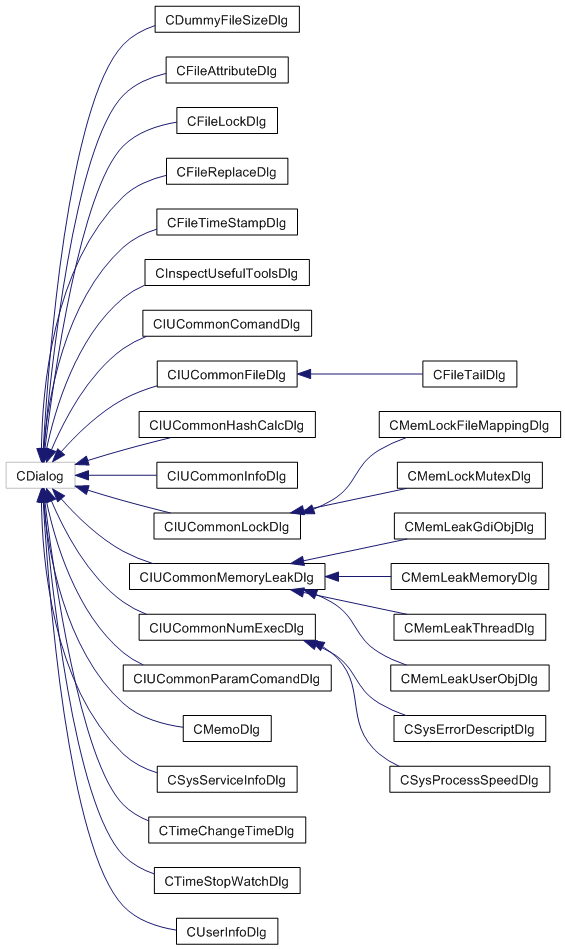 CDummyFileSizeDlg
CFileAttributeDlg
CFileLockDlg
CFileReplaceDlg
CFileTimeStampDlg
CInspectUsefulToolsDlg
CIUCommonComandDlg
CIUCommonFileDlg
CFileTailDlg
CIUCommonHashCalcDlg
CMemLockFileMappingDlg
CDialog
CIUCommonInfoDlg
CMemLockMutexDlg
CIUCommonLockDlg
CMemLeakGdiObjDlg
CIUCommonMemoryLeakDlg
CMemLeakMemoryDlg
CIUCommonNumExecDlg
CMemLeakThreadDlg
CIUCommonParamComandDlg
CMemLeakUserObjDlg
CMemoDlg
CSysErrorDescriptDlg
CSysServiceInfoDlg
CSysProcessSpeedDlg
CTimeChangeTimeDlg
CTimeStopWatchDlg
CUserInfoDlg